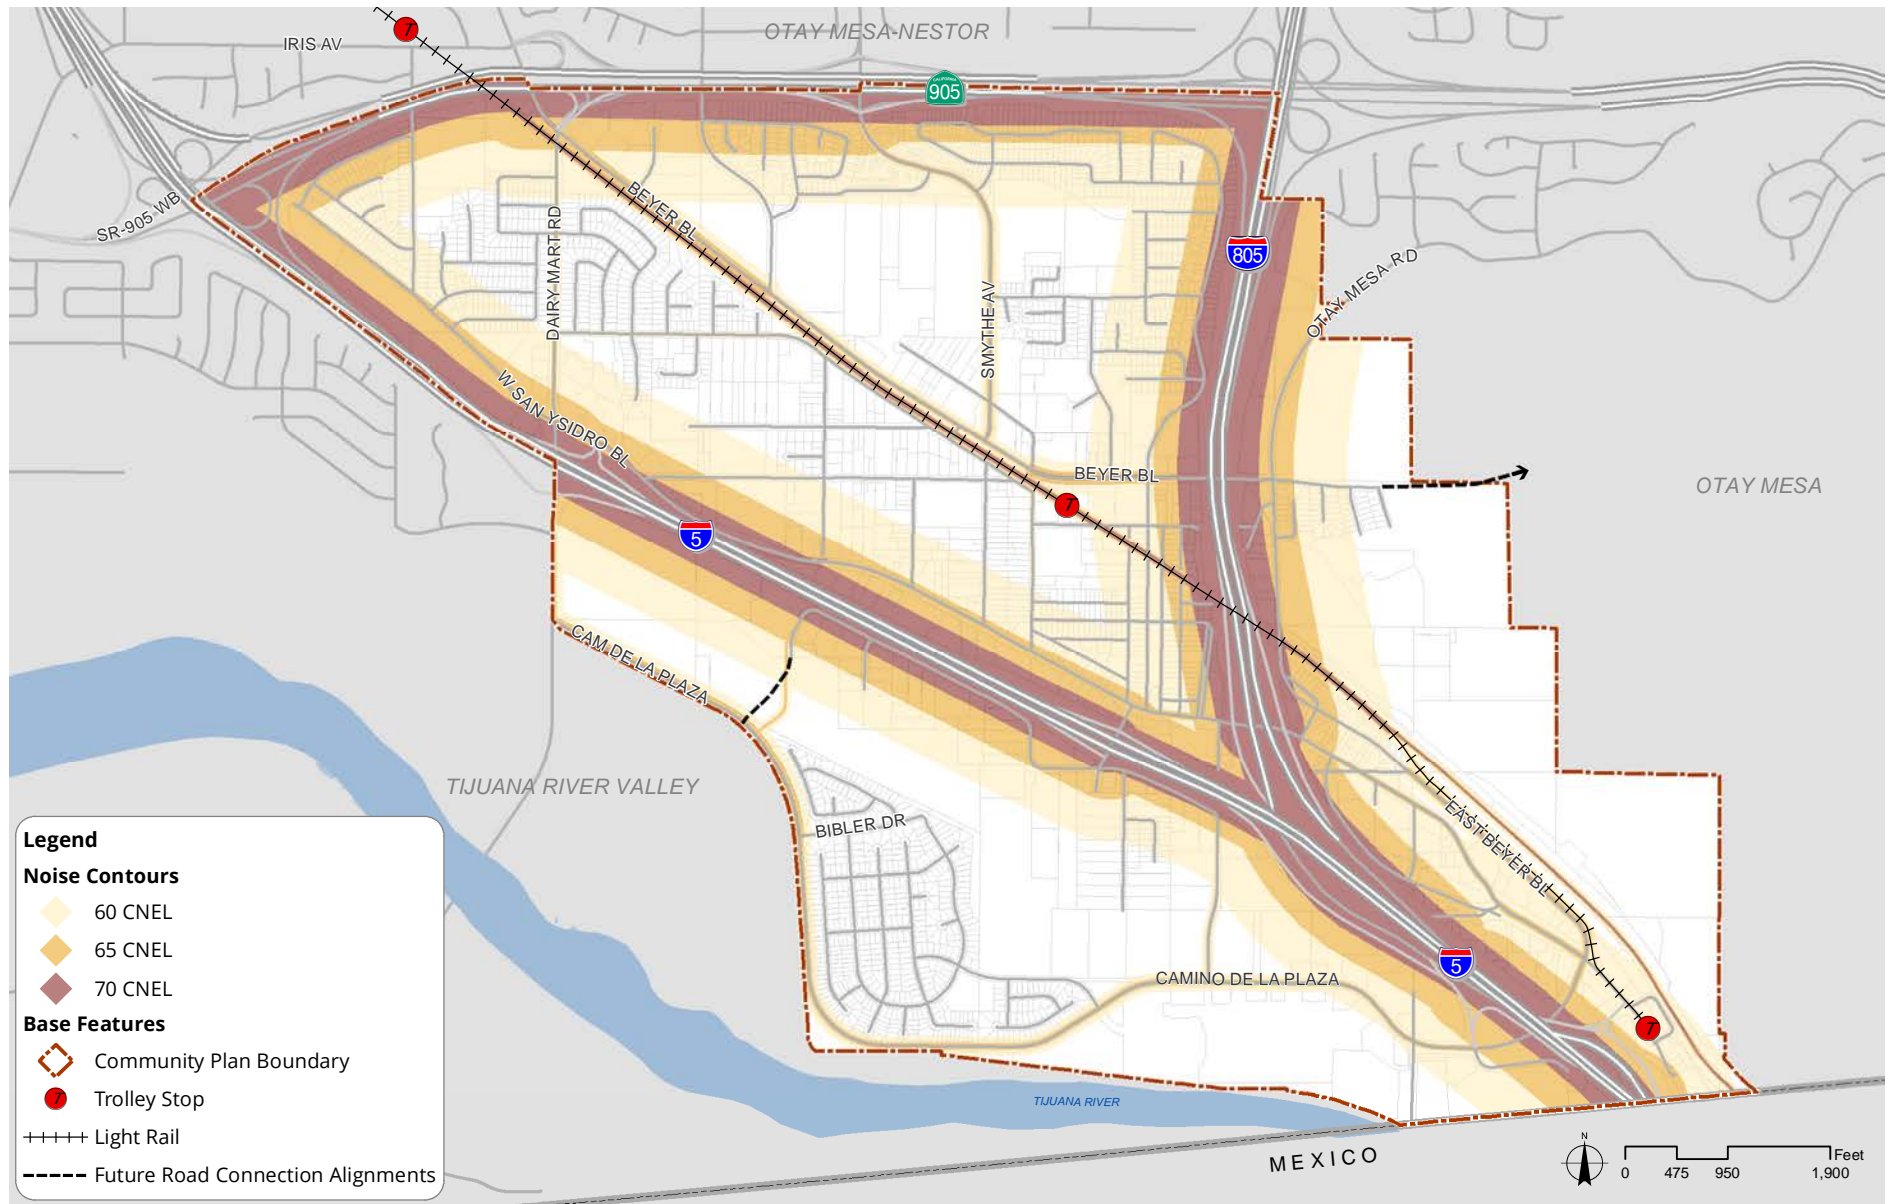 OTAY MESA-NESTOR
IRIS AV
CALIFORNIA
905
SR-905 WB
BEYER BL
DAIRY MART RD
805
OTAY MESA RD
SMYTHE AV
W SAN YSIDRO BL
BEYER BL
OTAY MESA
5
CAM DE LA PLAZA
TIJUANA RIVER VALLEY
BIBLER DR
EAST BEYER BL
5
CAMINO DE LA PLAZA
TIJUANA RIVER
MEXICO
T
T
T
Legend
Noise Contours
60 CNEL
65 CNEL
70 CNEL
Base Features
Community Plan Boundary
T Trolley Stop
Light Rail
Future Road Connection Alignments
N
Feet
0 475 950 1,900